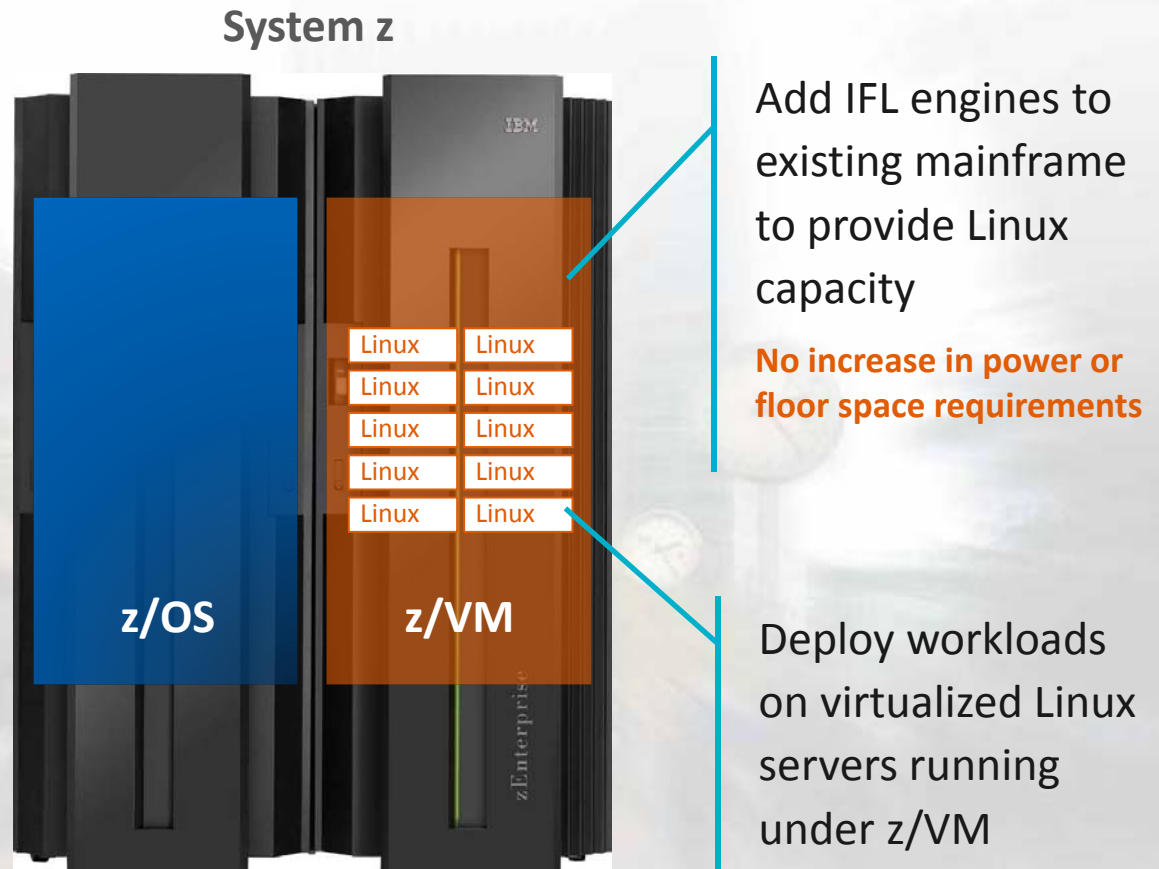 System z
IBM
Add IFL engines to
existing mainframe
to provide Linux
capacity
No increase in power or
floor space requirements
Linux Linux
Linux Linux
Linux Linux
Linux Linux
Linux Linux
z/OS z/VM
zEnterprise
Deploy workloads
on virtualized Linux
servers running
under z/VM